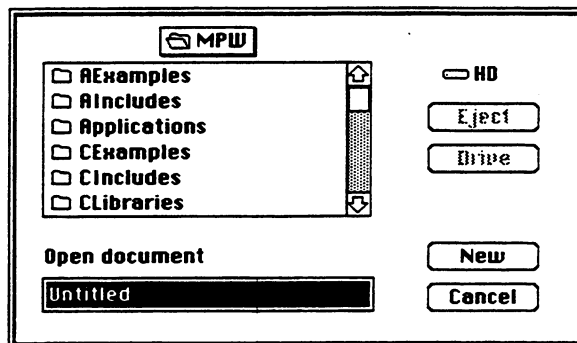 MPW
AExamples
AIncludes
Applications
CExamples
CIncludes
CLibraries
HD
Eject
Drive
Open document
Untitled
New
Cancel